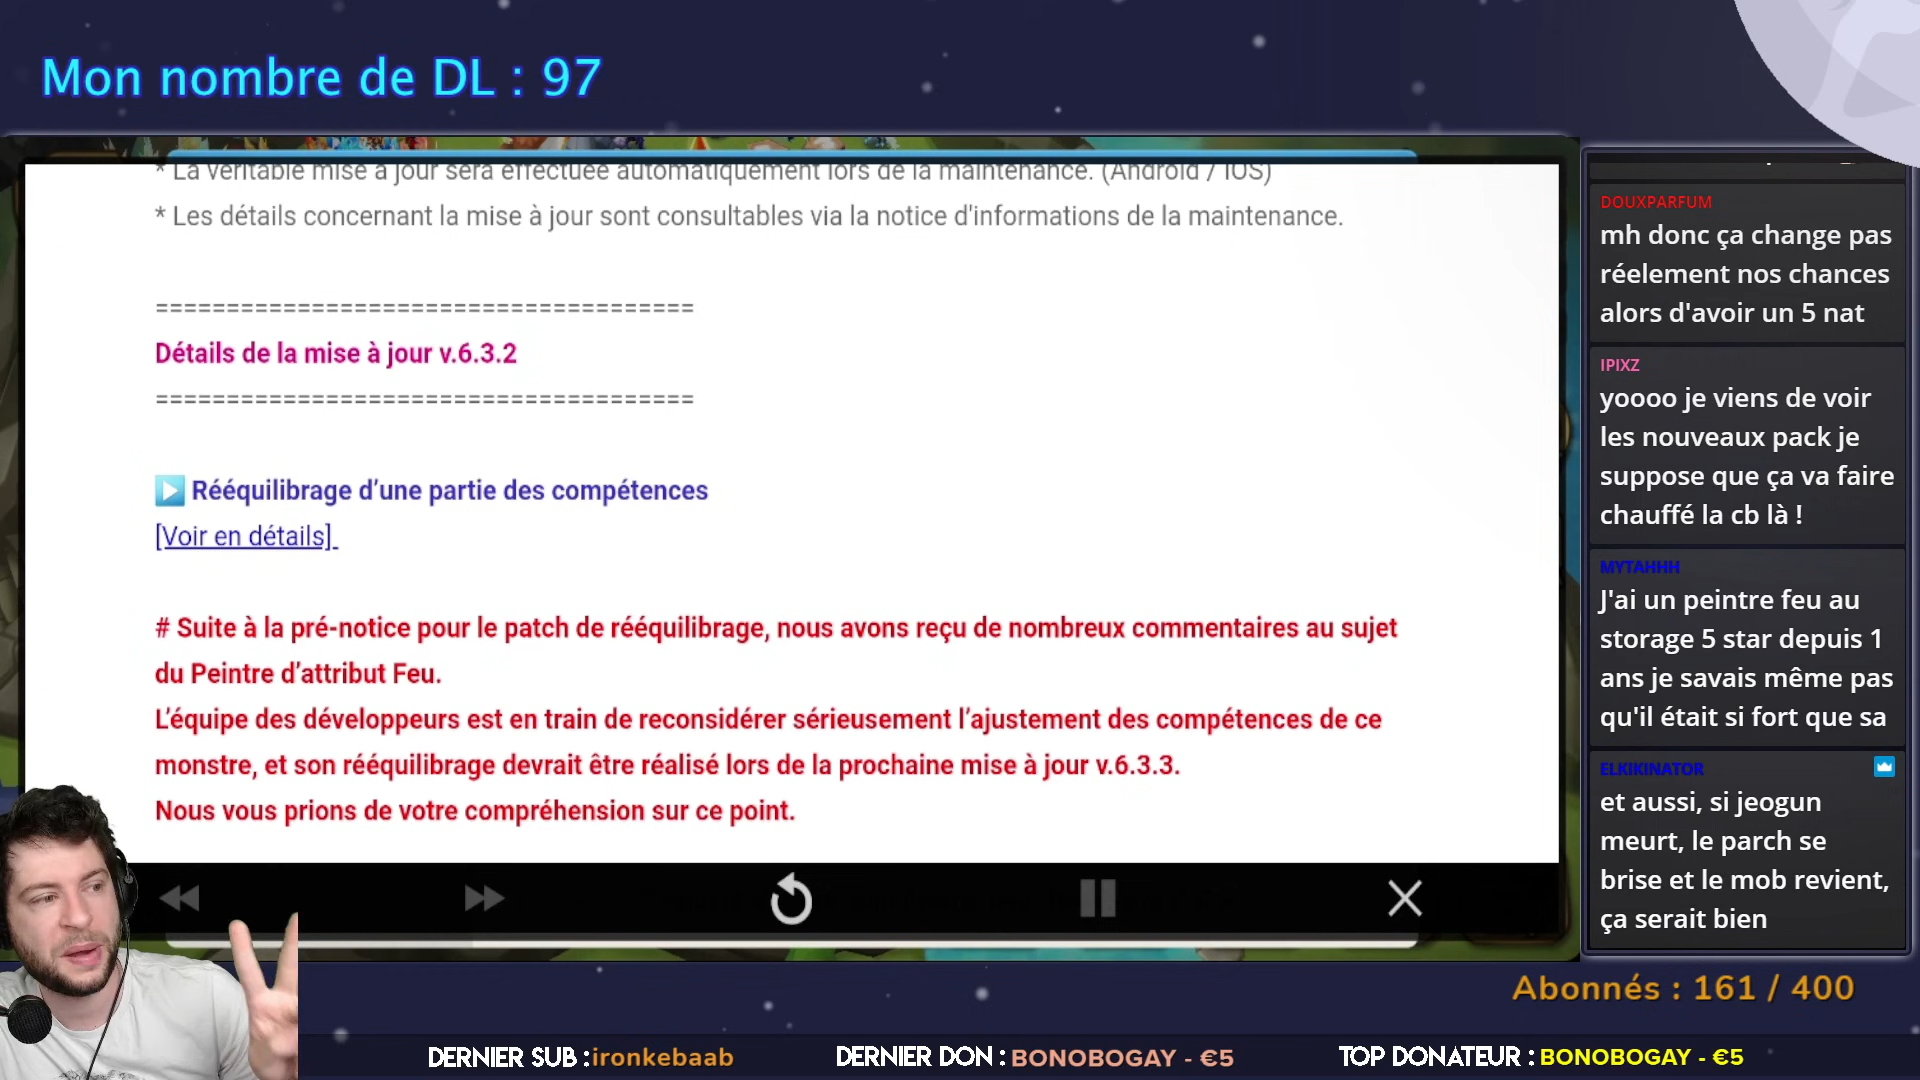 Mon nombre de DL : 97
* La véritable mise à jour sera effectuée automatiquement lors de la maintenance. (Android / IOS)
* Les détails concernant la mise à jour sont consultables via la notice d'informations de la maintenance.
======================================
Détails de la mise à jour v.6.3.2
======================================
Rééquilibrage d’une partie des compétences
[Voir en détails]
# Suite à la pré-notice pour le patch de rééquilibrage, nous avons reçu de nombreux commentaires au sujet
du Peintre d’attribut Feu.
L’équipe des développeurs est en train de reconsidérer sérieusement l’ajustement des compétences de ce
monstre, et son rééquilibrage devrait être réalisé lors de la prochaine mise à jour v.6.3.3.
Nous vous prions de votre compréhension sur ce point.
DOUXPARFUM
mh donc ça change pas
réelement nos chances
alors d'avoir un 5 nat
IPIXZ
yoooo je viens de voir
les nouveaux pack je
suppose que ça va faire
chauffé la cb là !
MYTAHHH
J'ai un peintre feu au
storage 5 star depuis 1
ans je savais même pas
qu'il était si fort que sa
ELKIKINATOR
et aussi, si jeogun
meurt, le parch se
brise et le mob revient,
ça serait bien
Abonnés : 161 / 400
DERNIER SUB : ironkebaab
DERNIER DON : BONOBOGAY - €5
TOP DONATEUR : BONOBOGAY - €5